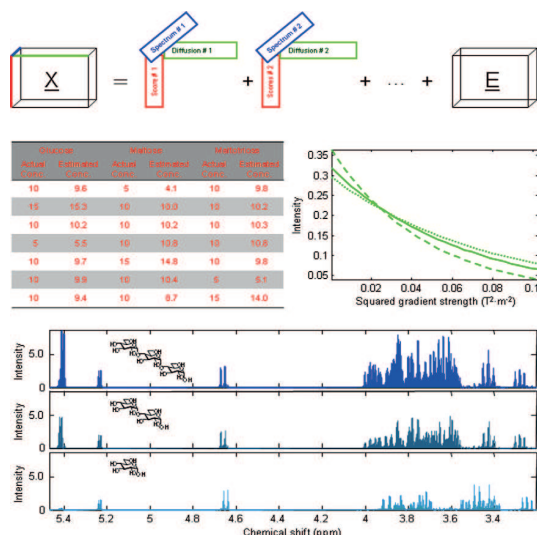 Spectrum # 1
Spectrum # 2
Diffusion # 1
Diffusion # 2
X = Score # 1 + Scores # 2 + ... + E
Glucose Maltose
Actual Conc. Estimated Conc. Actual Conc. Estimated Conc. Actual Conc. Estimated Conc.
10 9.6 5 4.1 10 9.8
15 15.3 10 10.0 10 10.2
10 10.2 10 10.2 10 10.3
5 5.5 10 10.8 10 10.8
10 9.7 15 14.8 10 9.8
10 9.9 10 10.4 5 5.1
10 9.4 10 8.7 15 14.0
Intensity
0.35
0.3
0.25
0.2
0.15
0.1
0.05
0.02 0.04 0.06 0.08 0.1
Squared gradient strength (T²·m⁻²)
Intensity
5.0
0
Intensity
5.0
0
Intensity
5.0
0
5.4 5.2 5 4.8 4.6 4.4 4.2 4 3.8 3.6 3.4
Chemical shift (ppm)